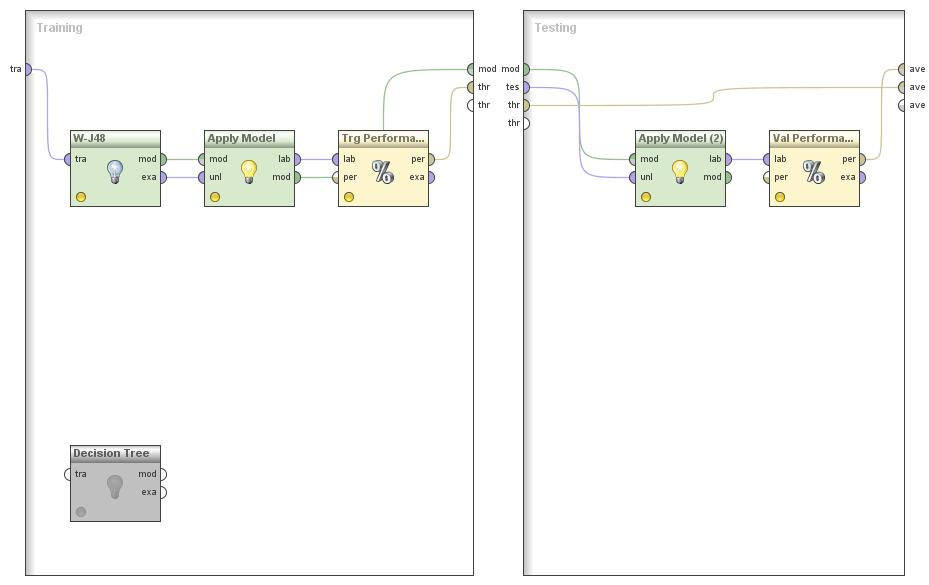 Training
tra
mod
thr
thr
W-J48
tra mod
exa
Apply Model
mod lab
unl mod
Trg Performa...
lab per
per exa
Decision Tree
tra mod
exa
Testing
mod
tes
thr
thr
ave
ave
ave
Apply Model (2)
mod lab
unl mod
Val Performa...
lab per
per exa